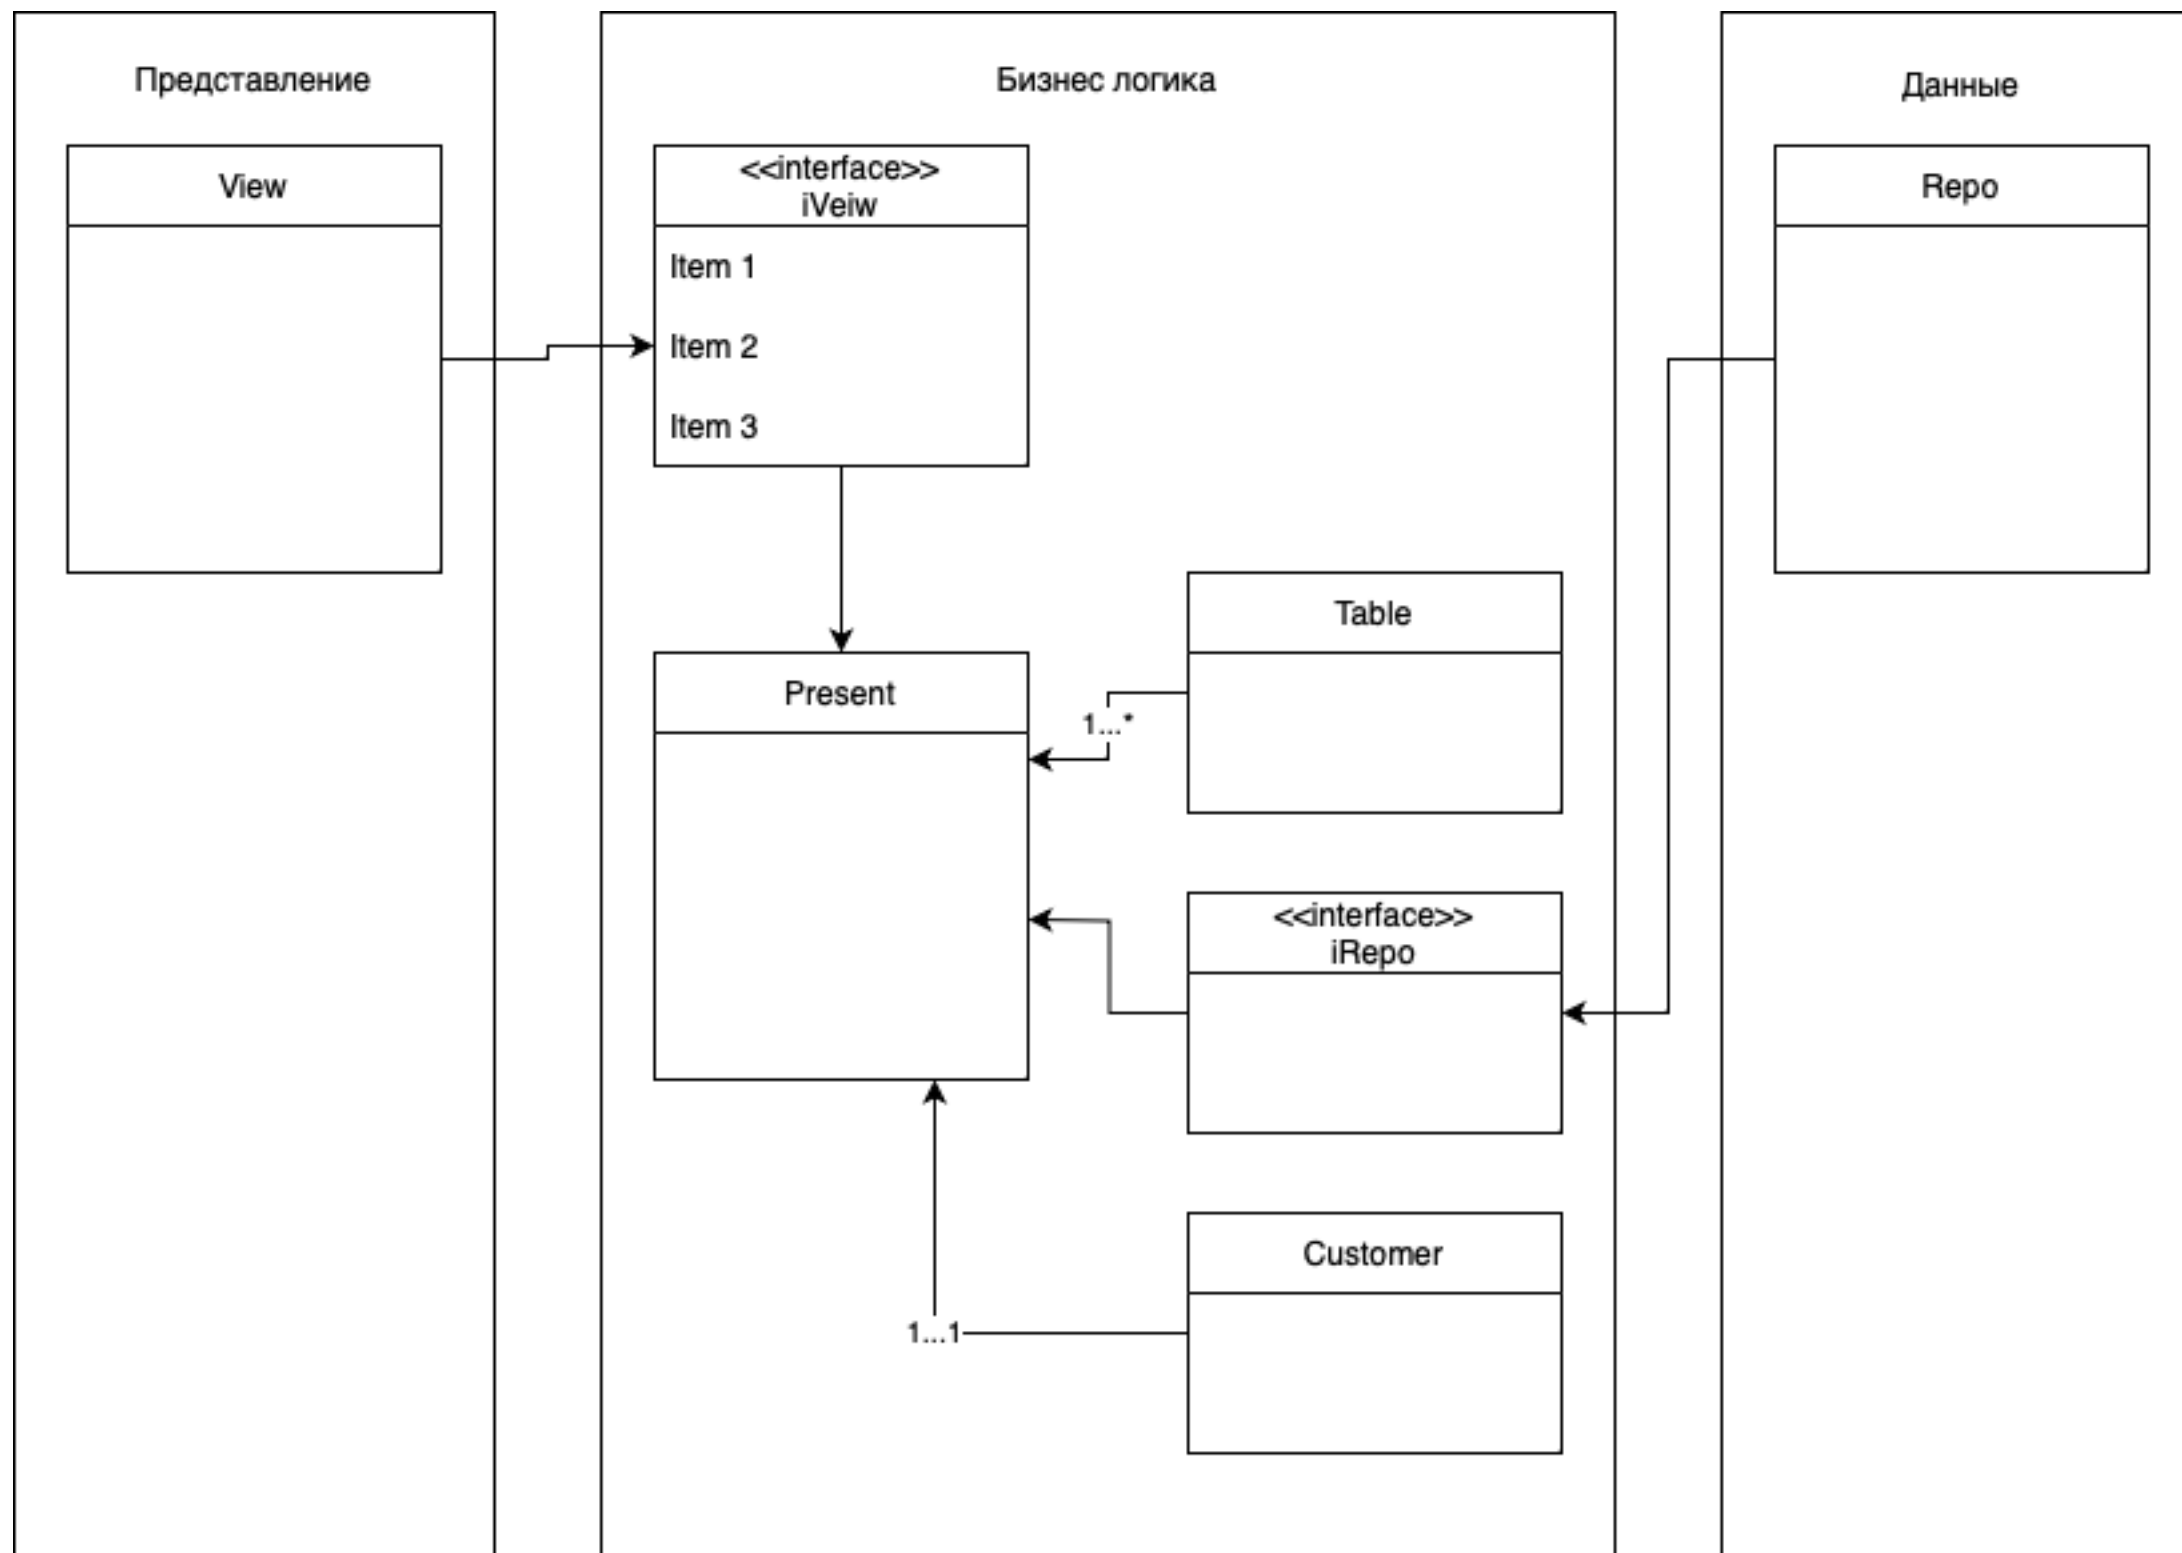 Представление
View
Бизнес логика
<<interface>>
iVeiw
Item 1
Item 2
Item 3
Present
Table
1...*
<<interface>>
iRepo
Customer
1...1
Данные
Repo